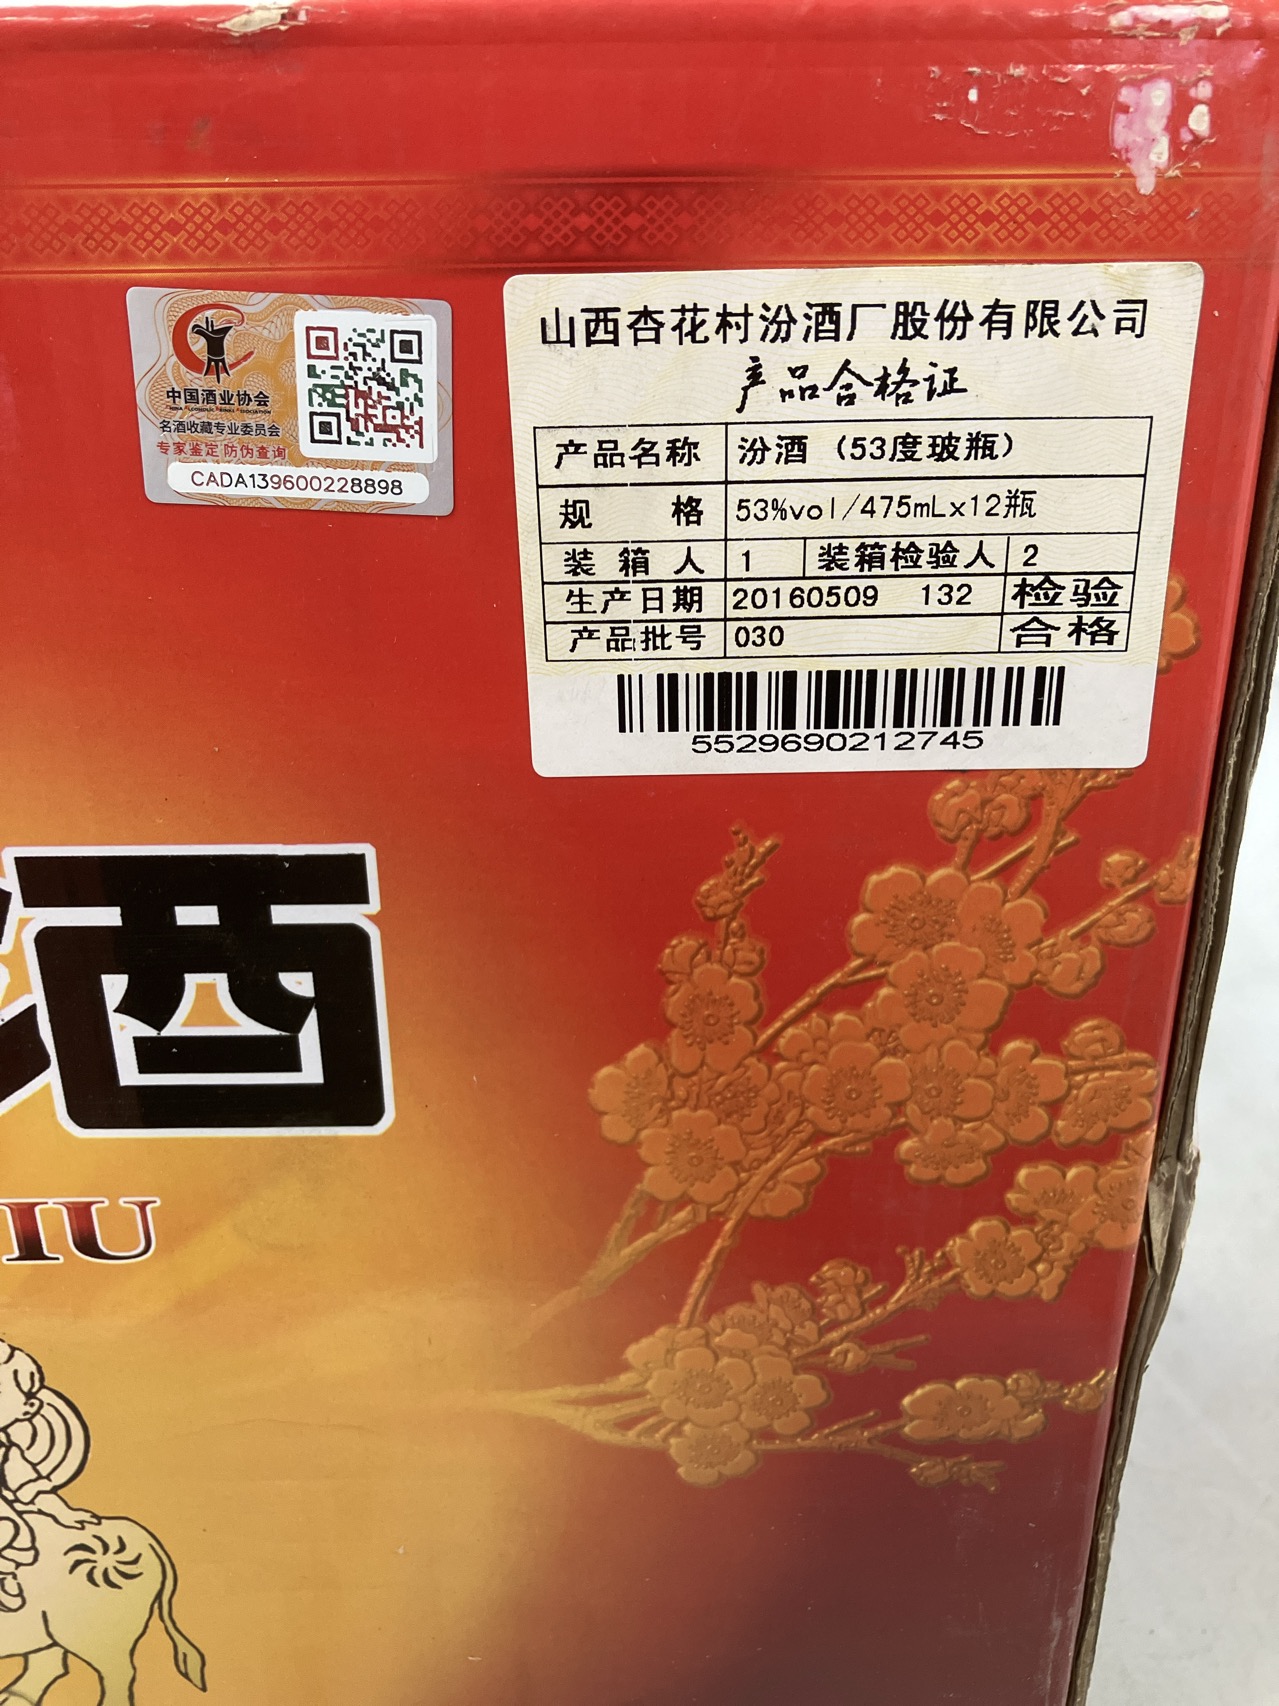 中国酒业协会
CHINA ALCOHOLIC DRINKS ASSOCIATION
名酒收藏专业委员会
专家鉴定 防伪查询
CADA139600228898
山西杏花村汾酒厂股份有限公司
产品合格证
产品名称 汾酒（53度玻瓶）
规 格 53%vol/475mLx12瓶
装 箱 人 1 装箱检验人 2
生产日期 20160509 132 检验
产品批号 030 合格
5529690212745
酒
IU